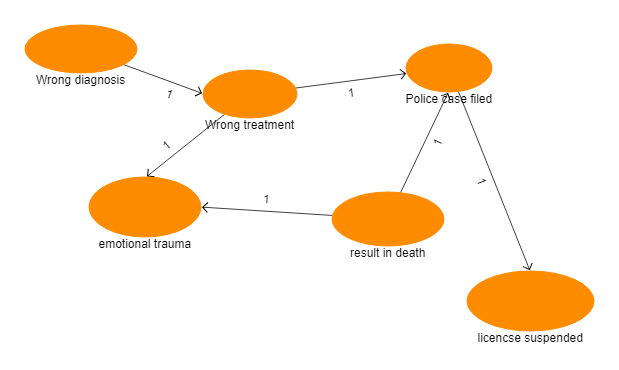 Wrong diagnosis
1
Wrong treatment
1
Police case filed
1
1
1
emotional trauma
1
result in death
licencse suspended